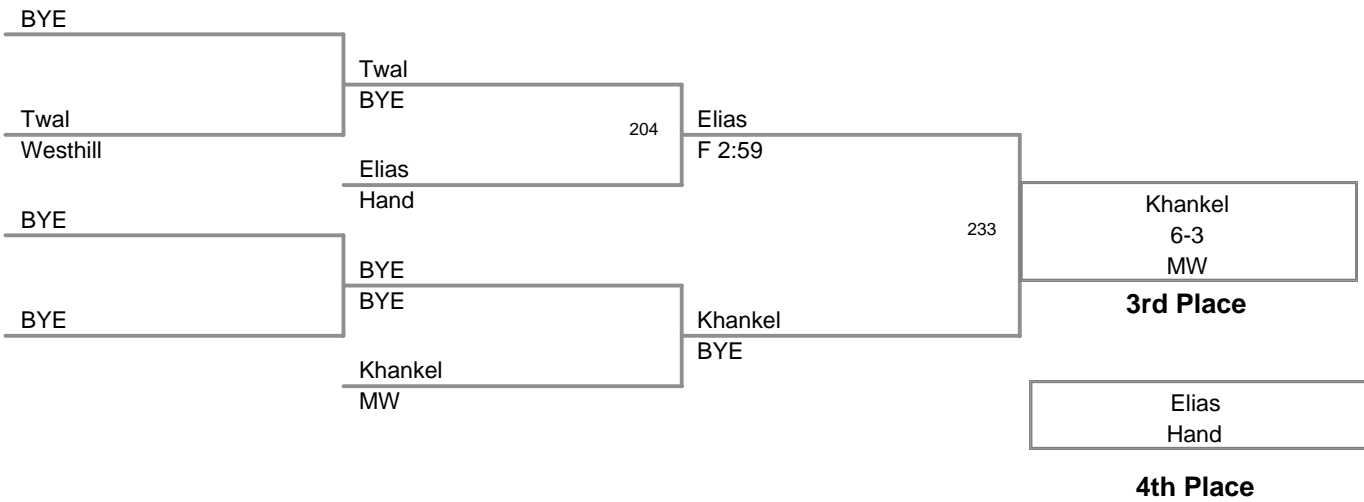 BYE
Twal
BYE
Twal
Westhill
204
Elias
F 2:59
Elias
Hand
BYE
233
Khankel
6-3
MW
BYE
BYE
3rd Place
BYE
Khankel
BYE
Khankel
MW
Elias
Hand
4th Place